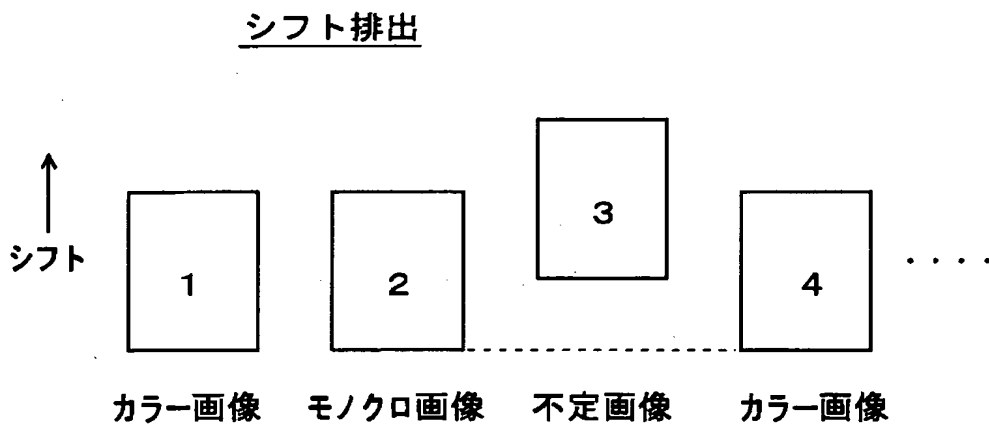 シフト排出
シフト
1
2
3
4
・・・・
カラー画像
モノクロ画像
不定画像
カラー画像